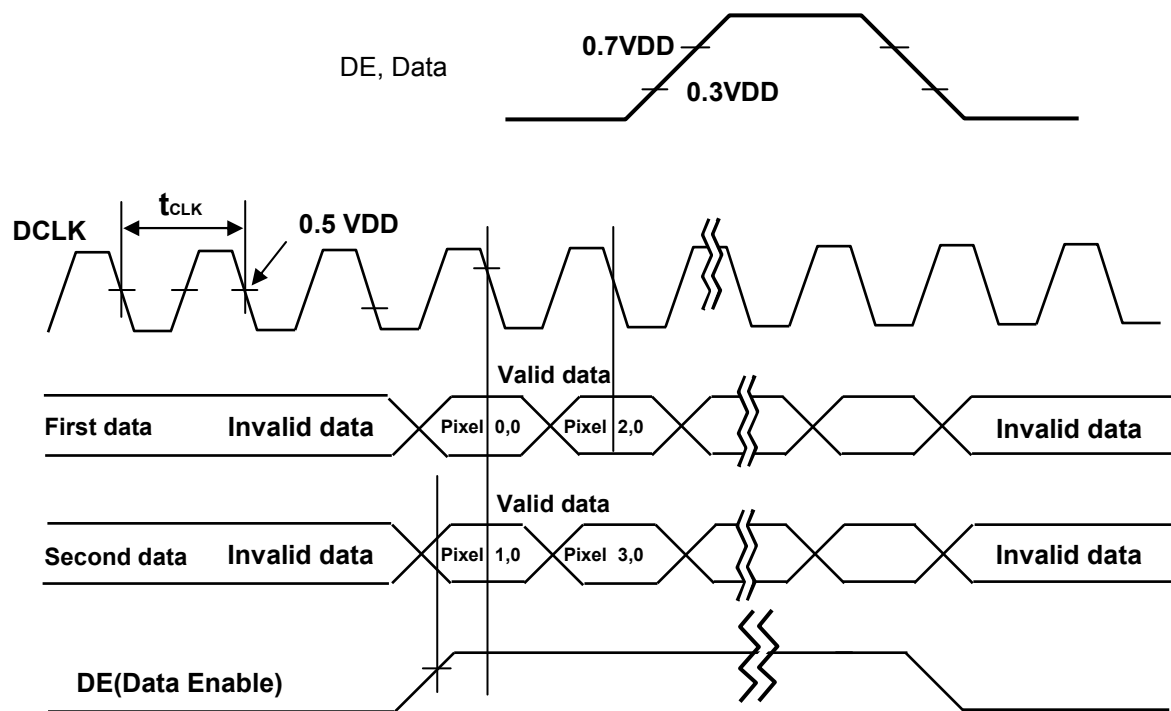 0.7VDD
DE, Data
0.3VDD
tCLK
0.5 VDD
DCLK
Valid data
First data Invalid data Pixel 0,0 Pixel 2,0 Invalid data
Valid data
Second data Invalid data Pixel 1,0 Pixel 3,0 Invalid data
DE(Data Enable)